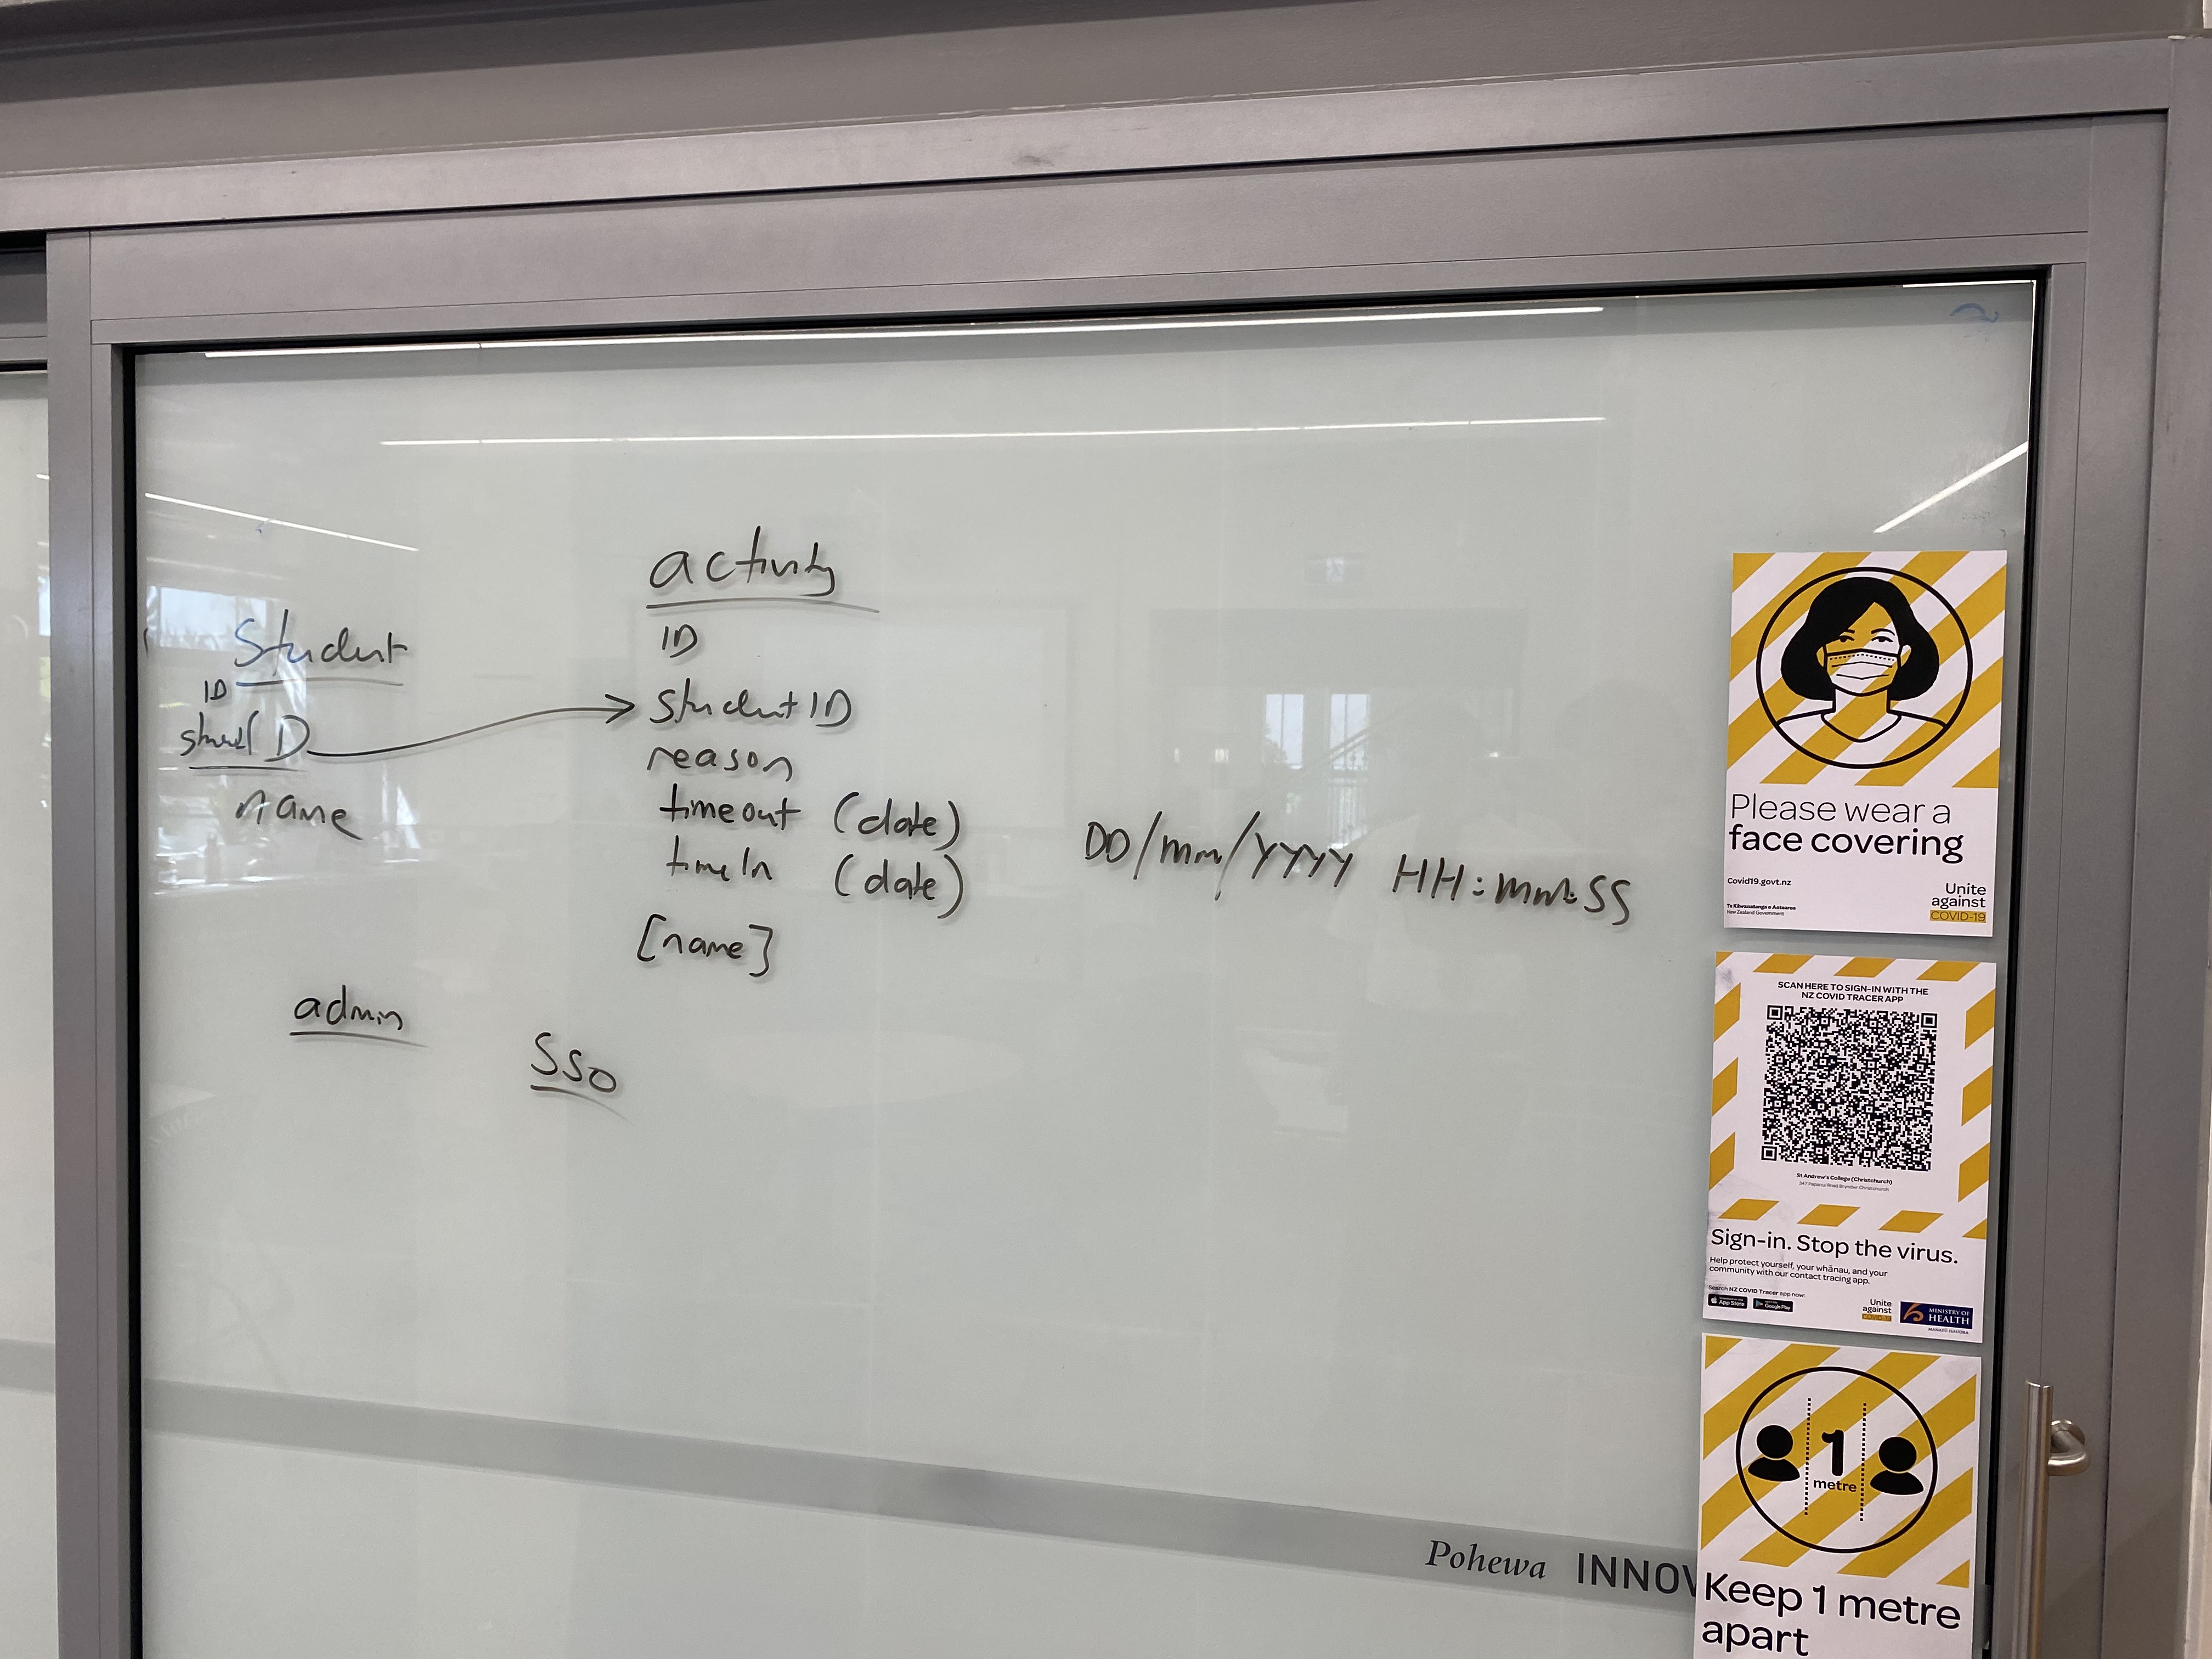 activity
ID
studentID
reason
timeout (date)
timeIn (date)
[name]
Student
ID
name
DD/mm/YYYY HH:mm:SS
admin
SSO
Please wear a
face covering
Covid19.govt.nz
Te Kāwanatanga o Aotearoa
New Zealand Government
Unite
against
COVID-19
SCAN HERE TO SIGN-IN WITH THE
NZ COVID TRACER APP
St Andrew's College (Christchurch)
347 Papanui Road Bryndwr Christchurch
Sign-in. Stop the virus.
Help protect yourself, your whānau, and your
community with our contact tracing app.
Search NZ COVID Tracer app now:
App Store
Google Play
Unite
against
COVID-19
MINISTRY OF
HEALTH
MANATŪ HAUORA
1
metre
Keep 1 metre
apart
Pohewa INNOV